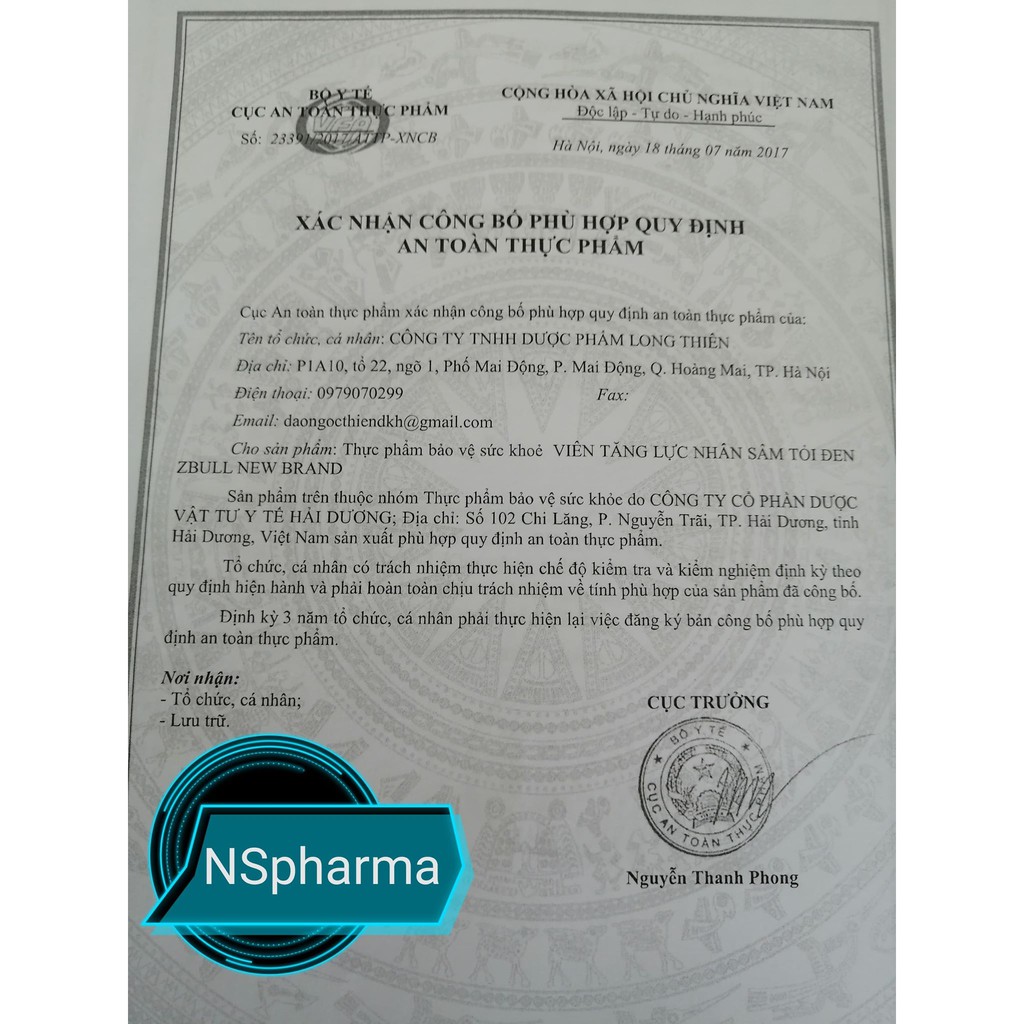 BỘ Y TẾ
CỤC AN TOÀN THỰC PHẨM
Số: 23391/2017/ATTP-XNCB
CỘNG HÒA XÃ HỘI CHỦ NGHĨA VIỆT NAM
Độc lập - Tự do - Hạnh phúc
Hà Nội, ngày 18 tháng 07 năm 2017
XÁC NHẬN CÔNG BỐ PHÙ HỢP QUY ĐỊNH
AN TOÀN THỰC PHẨM
Cục An toàn thực phẩm xác nhận công bố phù hợp quy định an toàn thực phẩm của:
Tên tổ chức, cá nhân: CÔNG TY TNHH DƯỢC PHẨM LONG THIÊN
Địa chỉ: P1A10, tổ 22, ngõ 1, Phố Mai Động, P. Mai Động, Q. Hoàng Mai, TP. Hà Nội
Điện thoại: 0979070299 Fax:
Email: daongocthiendkh@gmail.com
Cho sản phẩm: Thực phẩm bảo vệ sức khoẻ VIÊN TĂNG LỰC NHÂN SÂM TỎI ĐEN
ZBULL NEW BRAND
Sản phẩm trên thuộc nhóm Thực phẩm bảo vệ sức khỏe do CÔNG TY CỔ PHẦN DƯỢC
VẬT TƯ Y TẾ HẢI DƯƠNG; Địa chỉ: Số 102 Chi Lăng, P. Nguyễn Trãi, TP. Hải Dương, tỉnh
Hải Dương, Việt Nam sản xuất phù hợp quy định an toàn thực phẩm.
Tổ chức, cá nhân có trách nhiệm thực hiện chế độ kiểm tra và kiểm nghiệm định kỳ theo
quy định hiện hành và phải hoàn toàn chịu trách nhiệm về tính phù hợp của sản phẩm đã công bố.
Định kỳ 3 năm tổ chức, cá nhân phải thực hiện lại việc đăng ký bản công bố phù hợp quy
định an toàn thực phẩm.
Nơi nhận:
- Tổ chức, cá nhân;
- Lưu trữ.
CỤC TRƯỞNG
BỘ Y TẾ
CỤC AN TOÀN THỰC PHẨM
Nguyễn Thanh Phong
NSpharma